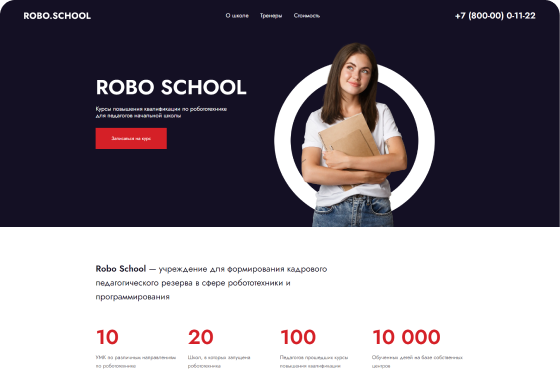 ROBO.SCHOOL
О школе Тренеры Стоимость
+7 (800-00) 0-11-22
ROBO SCHOOL
Курсы повышения квалификации по робототехнике
для педагогов начальной школы
Записаться на курс
Robo School — учреждение для формирования кадрового
педагогического резерва в сфере робототехники и
программирования
10
УМК по различным направлениям
по робототехнике
20
Школ, в которых запущена
робототехника
100
Педагогов прошедших курсы
повышения квалификации
10 000
Обученных детей на базе собственных
центров